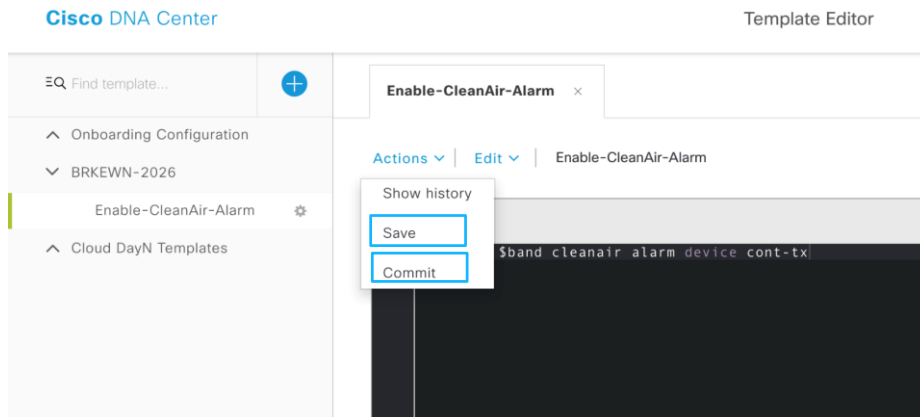 Cisco DNA Center
Template Editor
Find template...
Enable-CleanAir-Alarm ×
Onboarding Configuration
BRKEWN-2026
Enable-CleanAir-Alarm
Cloud DayN Templates
Actions
Edit
Enable-CleanAir-Alarm
Show history
Save
Commit
$band cleanair alarm device cont-tx